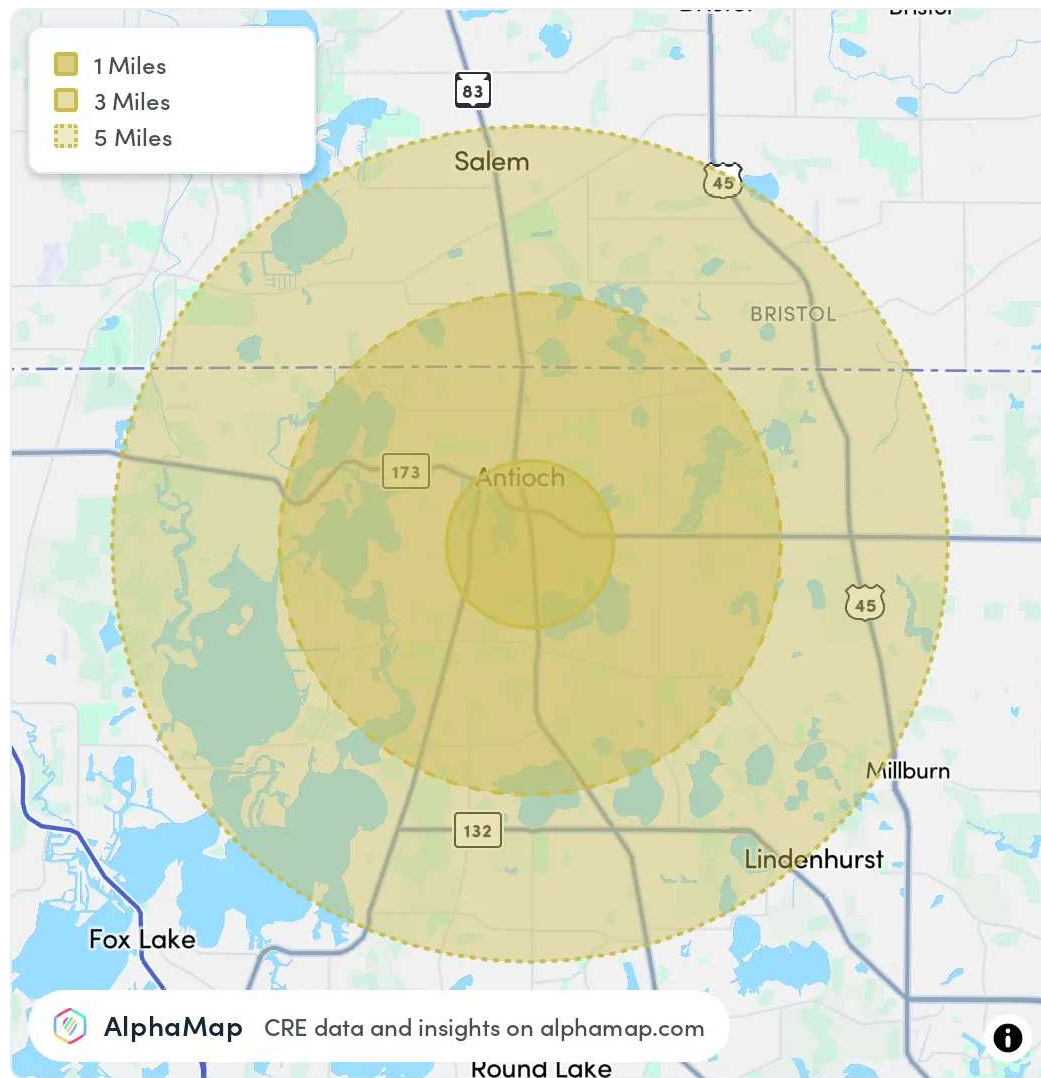 Bristol
1 Miles
3 Miles
5 Miles
83
Salem
45
BRISTOL
173
Antioch
45
Millburn
132
Lindenhurst
Fox Lake
AlphaMap CRE data and insights on alphamap.com
Round Lake